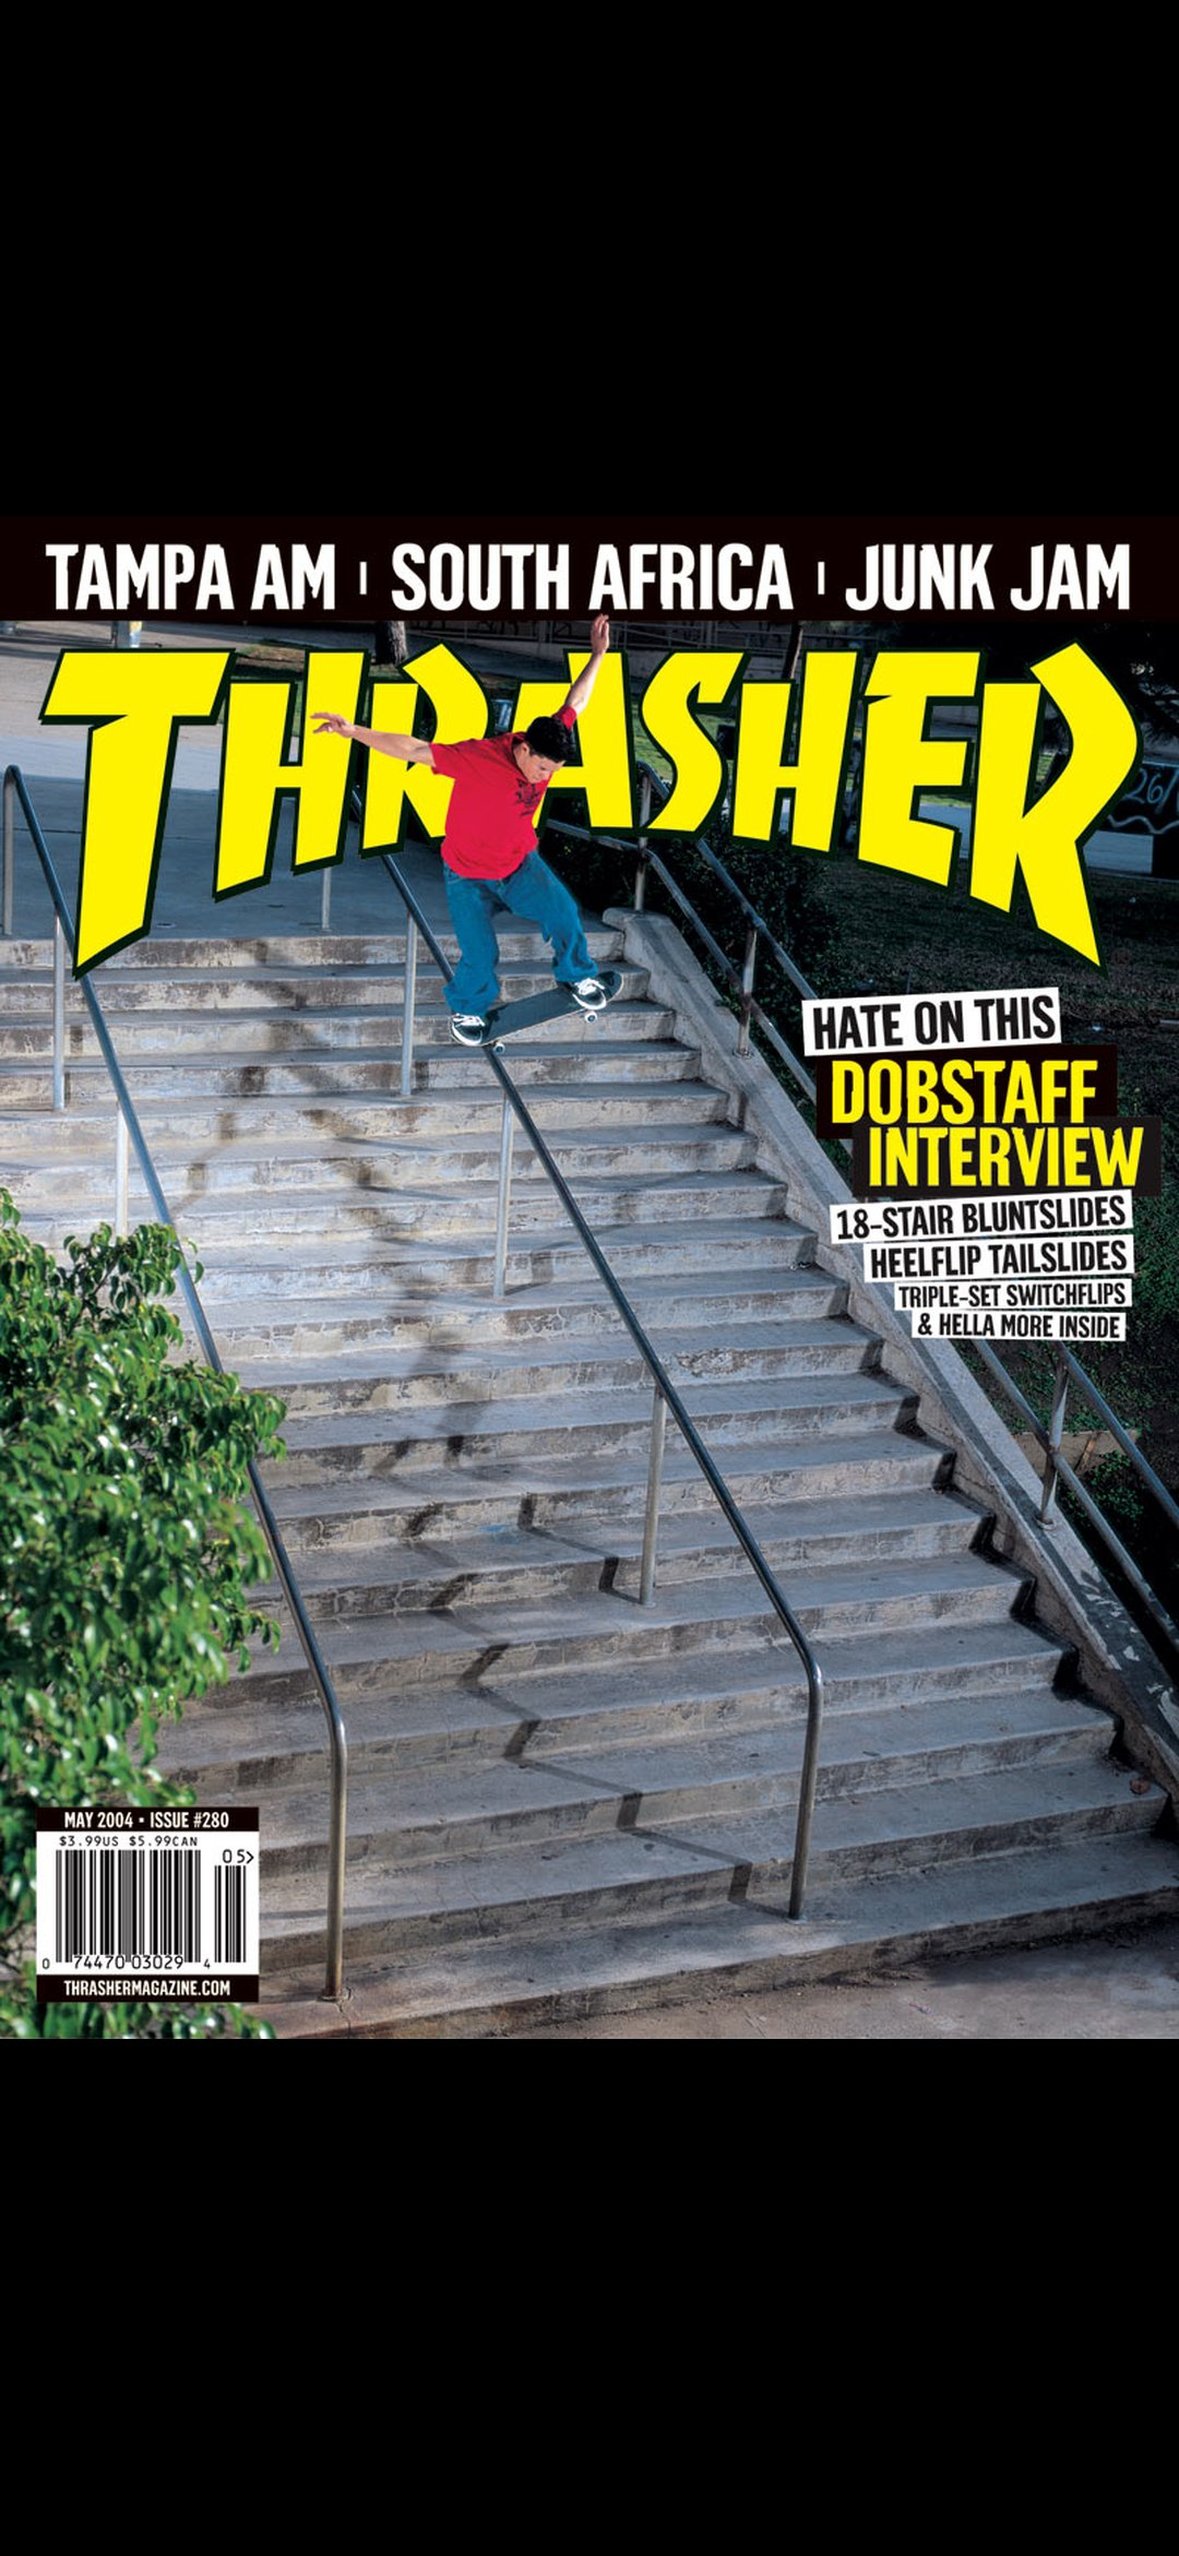 TAMPA AM | SOUTH AFRICA | JUNK JAM
THRASHER
HATE ON THIS
DOBSTAFF
INTERVIEW
18-STAIR BLUNTSLIDES
HEELFLIP TAILSLIDES
TRIPLE-SET SWITCHFLIPS
& HELLA MORE INSIDE
MAY 2004 • ISSUE #280
$3.99US $5.99CAN
05>
0 74470 03029 4
THRASHERMAGAZINE.COM